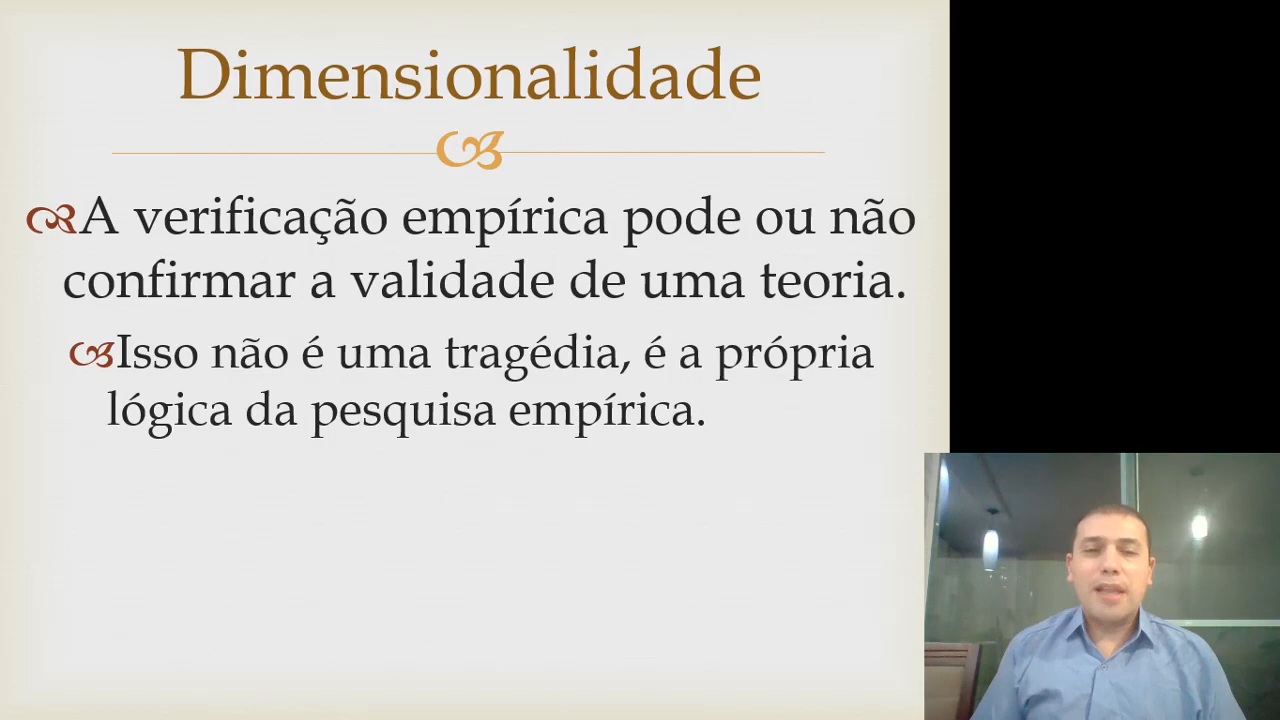 Dimensionalidade
A verificação empírica pode ou não
confirmar a validade de uma teoria.
Isso não é uma tragédia, é a própria
lógica da pesquisa empírica.